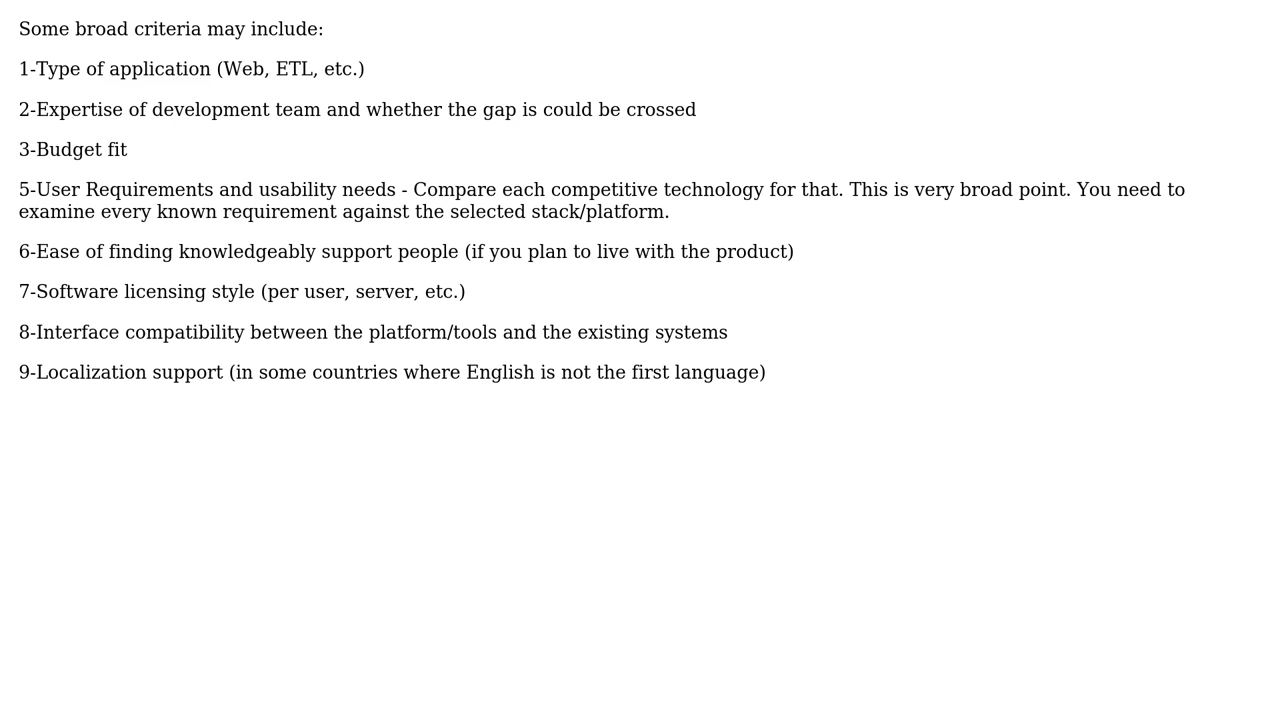 Some broad criteria may include:
1-Type of application (Web, ETL, etc.)
2-Expertise of development team and whether the gap is could be crossed
3-Budget fit
5-User Requirements and usability needs - Compare each competitive technology for that. This is very broad point. You need to
examine every known requirement against the selected stack/platform.
6-Ease of finding knowledgeably support people (if you plan to live with the product)
7-Software licensing style (per user, server, etc.)
8-Interface compatibility between the platform/tools and the existing systems
9-Localization support (in some countries where English is not the first language)